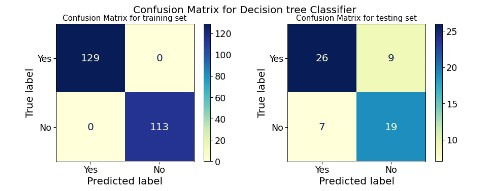 Confusion Matrix for Decision tree Classifier
Confusion Matrix for training set
Yes
No
True label
129
0
0
113
Yes
No
Predicted label
120
100
80
60
40
20
0
Confusion Matrix for testing set
Yes
No
True label
26
9
7
19
Yes
No
Predicted label
25
20
15
10